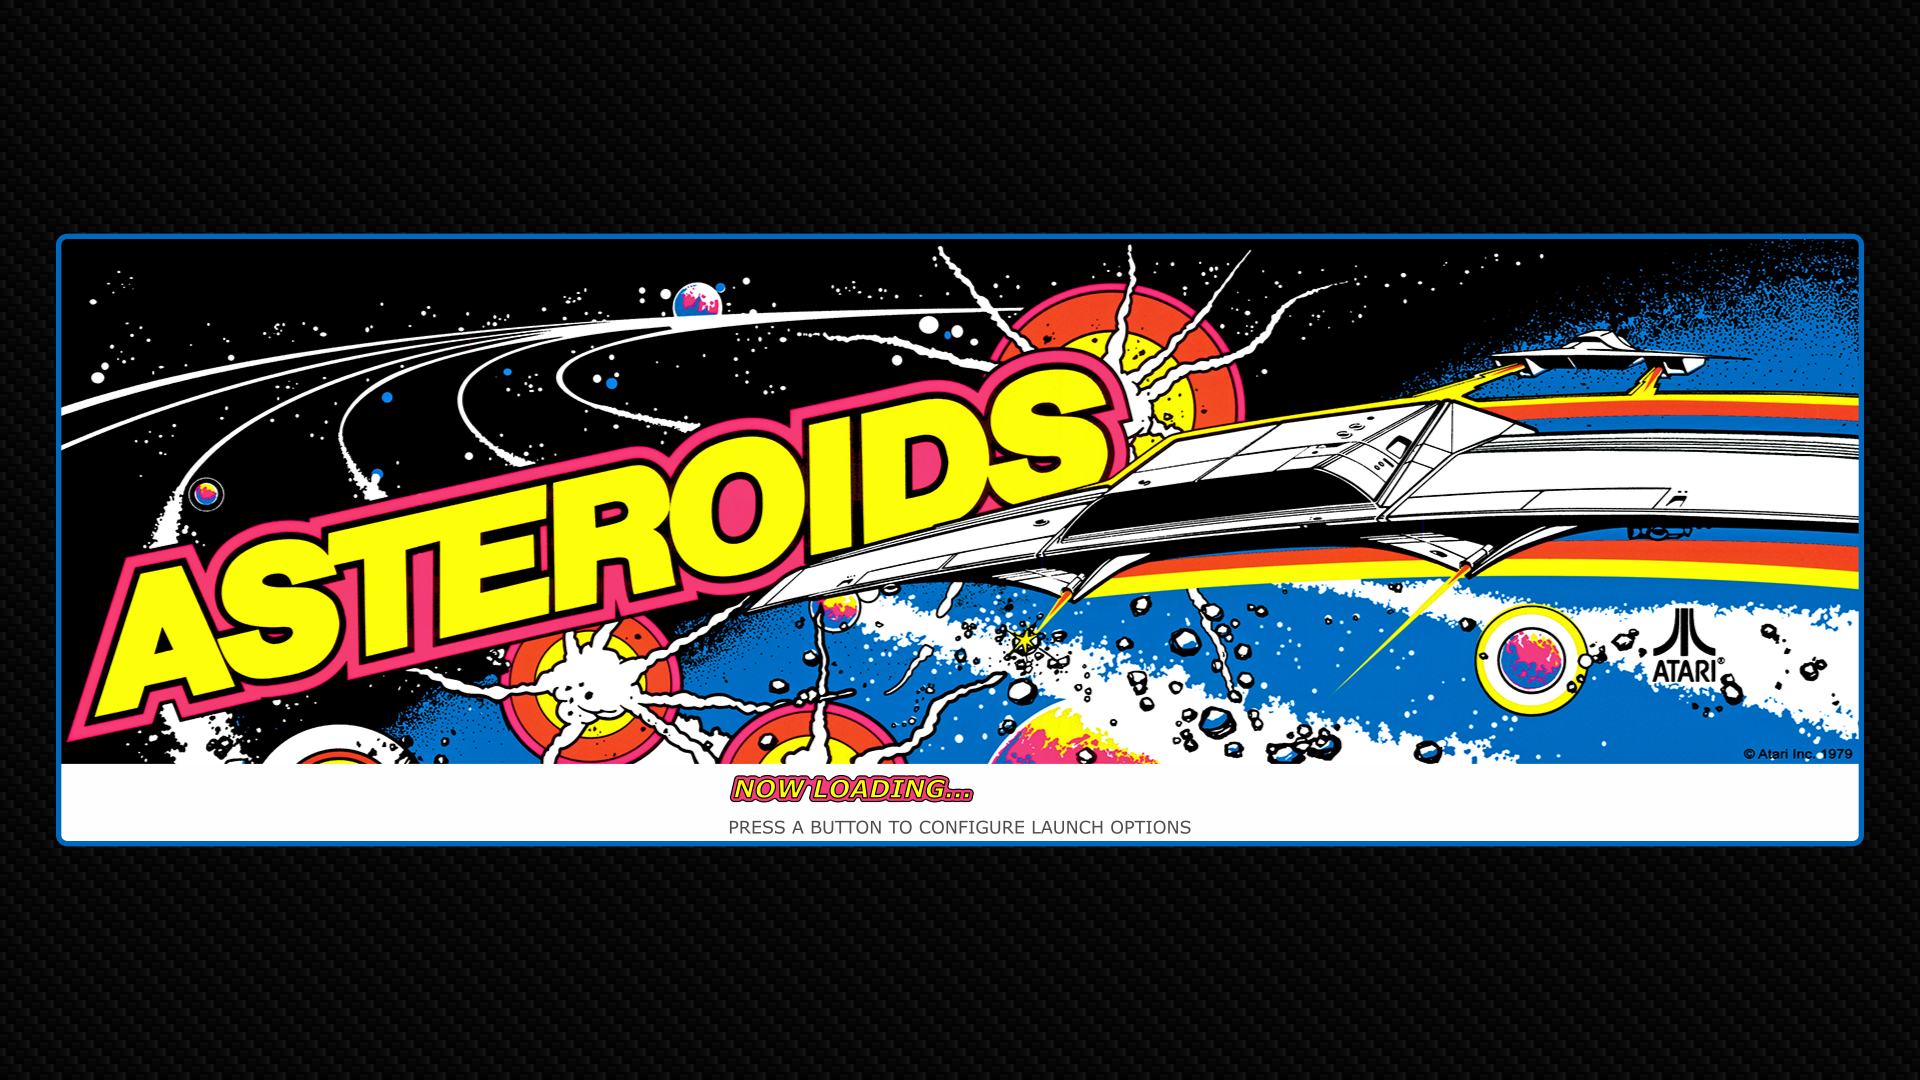 ASTEROIDS
ATARI®
© Atari Inc. 1979
NOW LOADING...
PRESS A BUTTON TO CONFIGURE LAUNCH OPTIONS